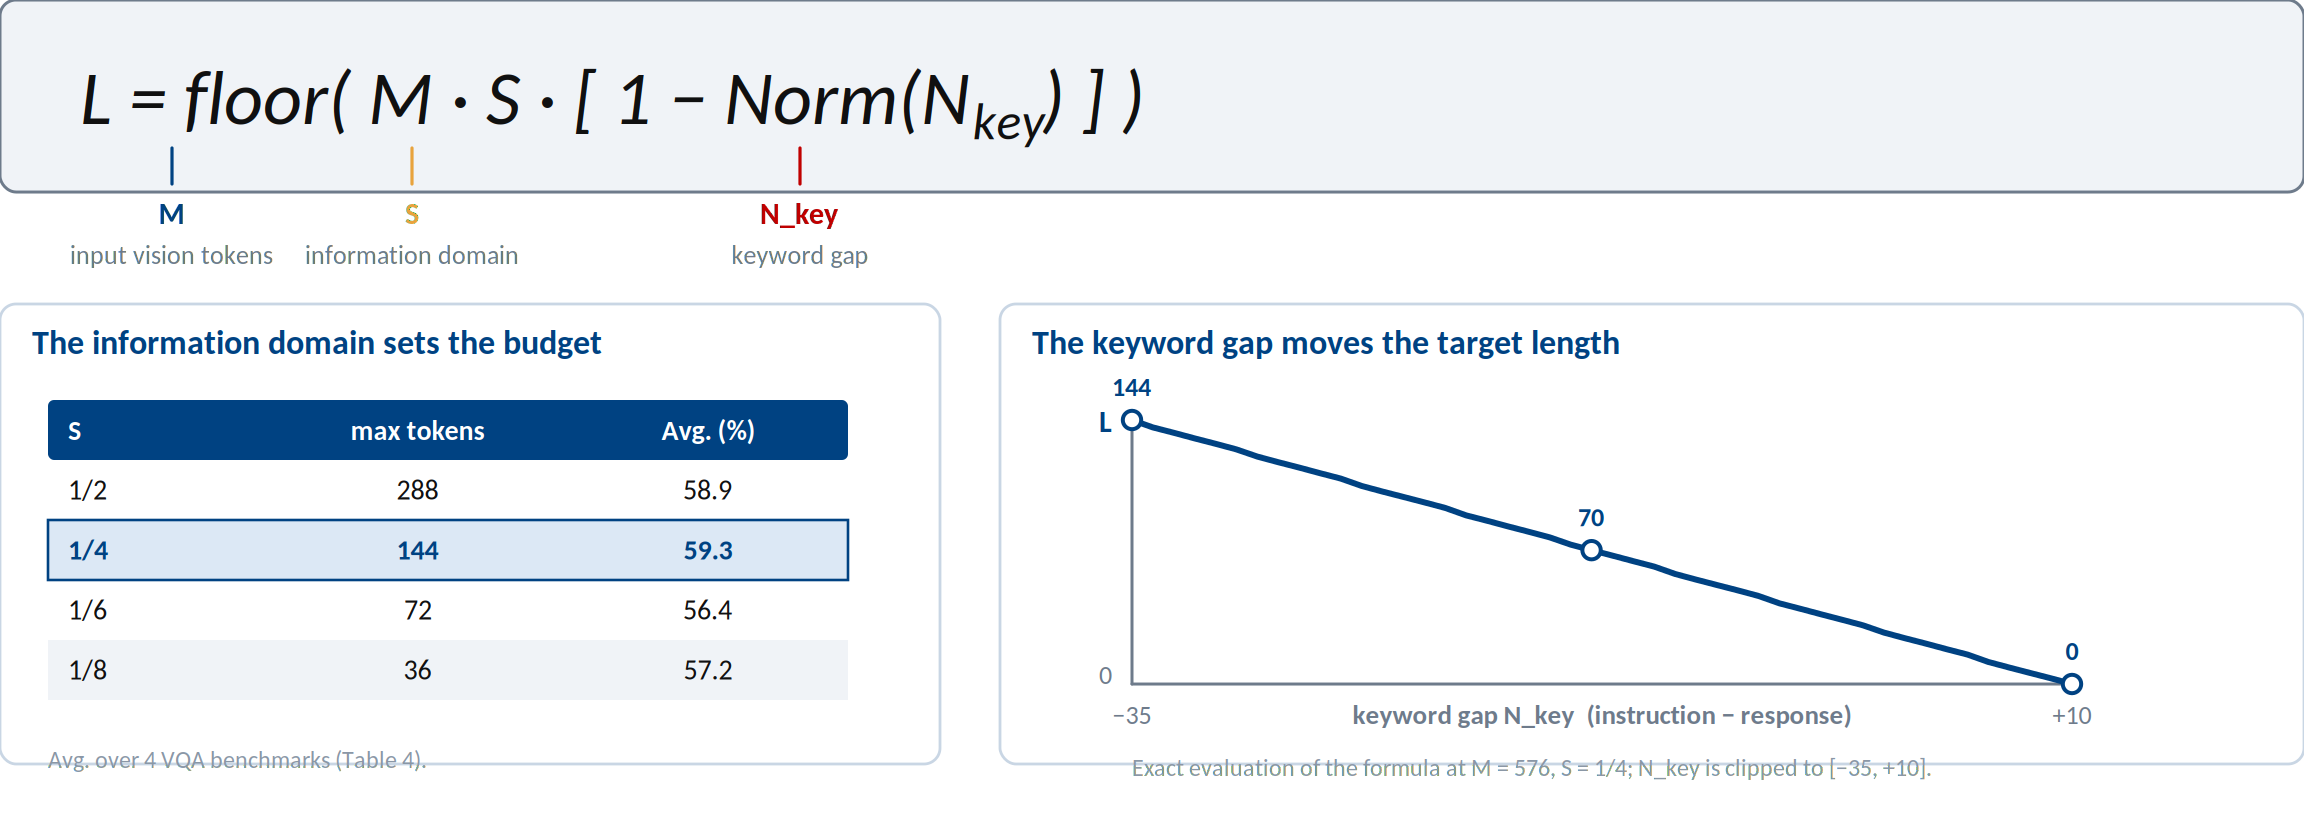 L = floor( M · S · [ 1 − Norm(Nkey) ] )
M S N_key
input vision tokens information domain keyword gap
The information domain sets the budget
S max tokens Avg. (%)
1/2 288 58.9
1/4 144 59.3
1/6 72 56.4
1/8 36 57.2
Avg. over 4 VQA benchmarks (Table 4).
The keyword gap moves the target length
144
L
70
0
0
−35 keyword gap N_key (instruction − response) +10
Exact evaluation of the formula at M = 576, S = 1/4; N_key is clipped to [−35, +10].